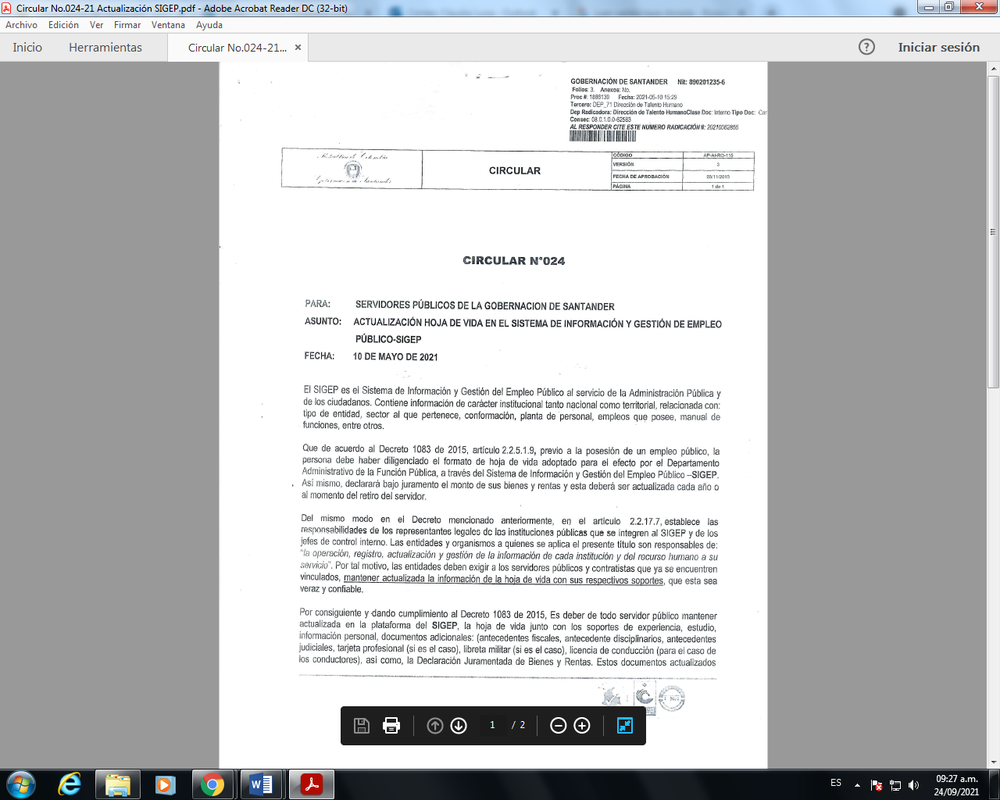 Circular No.024-21 Actualización SIGEP.pdf - Adobe Acrobat Reader DC (32-bit)
Archivo Edición Ver Firmar Ventana Ayuda
Inicio Herramientas Circular No.024-21... × Iniciar sesión
GOBERNACIÓN DE SANTANDER Nit: 890201235-6
Folios: 3. Anexos: No.
Proc #: 1886139 Fecha: 2021-05-10 15:29
Tercero: DEP_71 Dirección de Talento Humano
Dep Radicadora: Dirección de Talento HumanoClase Doc: Interno Tipo Doc: Car
Consec: 08.0.1.0.0-62583
AL RESPONDER CITE ESTE NUMERO RADICACIÓN #: 20210062855
República de Colombia
Gobernación de Santander
CIRCULAR
CÓDIGO AP-AI-RG-115
VERSIÓN 3
FECHA DE APROBACIÓN 03/11/2015
PÁGINA 1 de 1
CIRCULAR N°024
PARA: SERVIDORES PÚBLICOS DE LA GOBERNACION DE SANTANDER
ASUNTO: ACTUALIZACIÓN HOJA DE VIDA EN EL SISTEMA DE INFORMACIÓN Y GESTIÓN DE EMPLEO
PÚBLICO-SIGEP
FECHA: 10 DE MAYO DE 2021
El SIGEP es el Sistema de Información y Gestión del Empleo Público al servicio de la Administración Pública y
de los ciudadanos. Contiene información de carácter institucional tanto nacional como territorial, relacionada con:
tipo de entidad, sector al que pertenece, conformación, planta de personal, empleos que posee, manual de
funciones, entre otros.
Que de acuerdo al Decreto 1083 de 2015, artículo 2.2.5.1.9, previo a la posesión de un empleo público, la
persona debe haber diligenciado el formato de hoja de vida adoptado para el efecto por el Departamento
Administrativo de la Función Pública, a través del Sistema de Información y Gestión del Empleo Público –SIGEP.
Así mismo, declarará bajo juramento el monto de sus bienes y rentas y esta deberá ser actualizada cada año o
al momento del retiro del servidor.
Del mismo modo en el Decreto mencionado anteriormente, en el artículo 2.2.17.7, establece las
responsabilidades de los representantes legales de las instituciones públicas que se integren al SIGEP y de los
jefes de control interno. Las entidades y organismos a quienes se aplica el presente título son responsables de:
"la operación, registro, actualización y gestión de la información de cada institución y del recurso humano a su
servicio". Por tal motivo, las entidades deben exigir a los servidores públicos y contratistas que ya se encuentren
vinculados, mantener actualizada la información de la hoja de vida con sus respectivos soportes, que esta sea
veraz y confiable.
Por consiguiente y dando cumplimiento al Decreto 1083 de 2015, Es deber de todo servidor público mantener
actualizada en la plataforma del SIGEP, la hoja de vida junto con los soportes de experiencia, estudio,
información personal, documentos adicionales: (antecedentes fiscales, antecedente disciplinarios, antecedentes
judiciales, tarjeta profesional (si es el caso), libreta militar (si es el caso), licencia de conducción (para el caso de
los conductores), asi como, la Declaración Juramentada de Bienes y Rentas. Estos documentos actualizados
1 / 2
ES 09:27 a.m.
24/09/2021